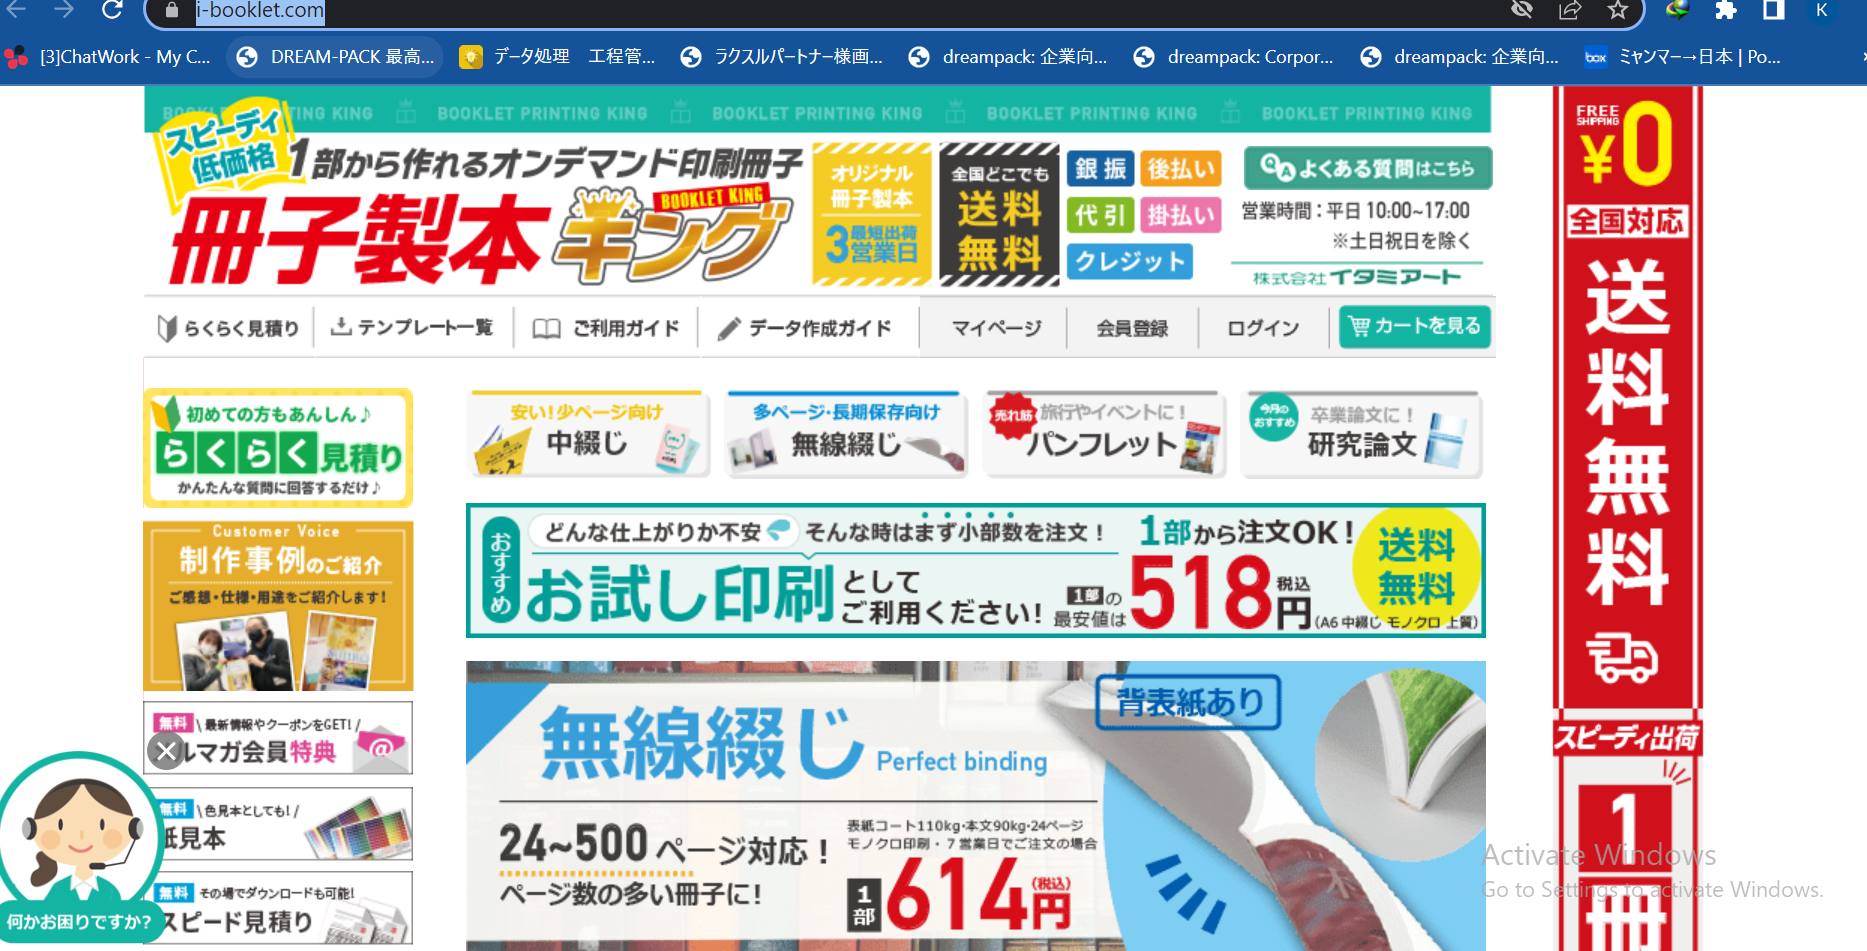 i-booklet.com
K
[3]ChatWork - My C...
DREAM-PACK 最高...
データ処理　工程管...
ラクスルパートナー様画...
dreampack: 企業向...
dreampack: Corpor...
dreampack: 企業向...
box
ミャンマー→日本 | Po...
BOOKLET PRINTING KING
BOOKLET PRINTING KING
BOOKLET PRINTING KING
BOOKLET PRINTING KING
スピーディ
低価格
1部から作れるオンデマンド印刷冊子
冊子製本キング
BOOKLET KING
オリジナル
冊子製本
3最短出荷
営業日
全国どこでも
送料
無料
銀振
後払い
代引
掛払い
クレジット
Q A よくある質問はこちら
営業時間：平日 10:00~17:00
※土日祝日を除く
株式会社イタミアート
らくらく見積り
テンプレート一覧
ご利用ガイド
データ作成ガイド
マイページ
会員登録
ログイン
カートを見る
初めての方もあんしん♪
らくらく見積り
かんたんな質問に回答するだけ♪
安い!少ページ向け
中綴じ
多ページ・長期保存向け
無線綴じ
売れ筋
旅行やイベントに！
パンフレット
今月の
おすすめ
卒業論文に！
研究論文
おすすめ
どんな仕上がりか不安
そんな時はまず小部数を注文！
お試し印刷
として
ご利用ください!
1部から注文OK！
1部の
最安値は
518円
税込
(A6 中綴じ モノクロ 上質)
送料
無料
Customer Voice
制作事例のご紹介
ご感想・仕様・用途をご紹介します!
無料
\ 最新情報やクーポンをGET! /
ルマガ会員特典
@
無料
\ 色見本としても! /
紙見本
無料
その場でダウンロードも可能!
スピード見積り
何かお困りですか?
背表紙あり
無線綴じ
Perfect binding
24~500 ページ対応！
ページ数の多い冊子に!
表紙コート110kg・本文90kg・24ページ
モノクロ印刷・7営業日でご注文の場合
1部
614円
(税込)
FREE
SHIPPING
¥0
全国対応
送料無料
スピーディ出荷
1
冊
Activate Windows
Go to Settings to activate Windows.